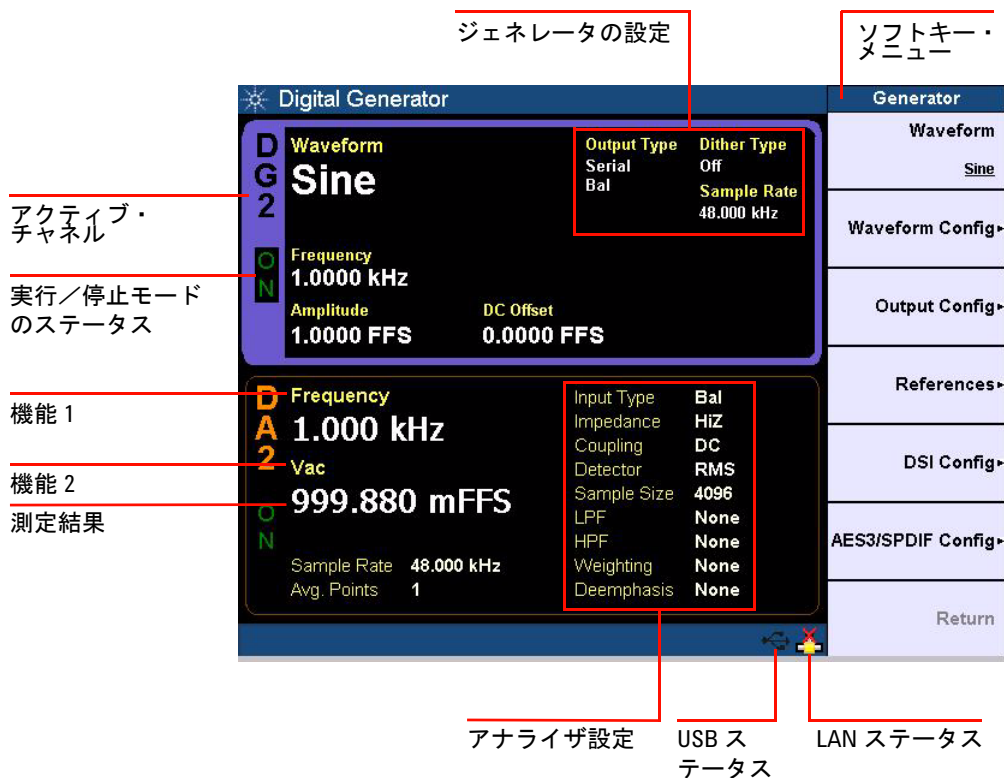 ジェネレータの設定
ソフトキー・
メニュー
Digital Generator
Generator
DG2
ON
Waveform
Sine
Output Type
Serial
Bal
Dither Type
Off
Sample Rate
48.000 kHz
Frequency
1.0000 kHz
Amplitude
1.0000 FFS
DC Offset
0.0000 FFS
Waveform
Sine
Waveform Config
Output Config
References
DSI Config
AES3/SPDIF Config
Return
アクティブ・
チャネル
実行／停止モード
のステータス
機能 1
機能 2
測定結果
DA2
ON
Frequency
1.000 kHz
Vac
999.880 mFFS
Sample Rate 48.000 kHz
Avg. Points 1
Input Type Bal
Impedance HiZ
Coupling DC
Detector RMS
Sample Size 4096
LPF None
HPF None
Weighting None
Deemphasis None
アナライザ設定
USB ス
テータス
LAN ステータス